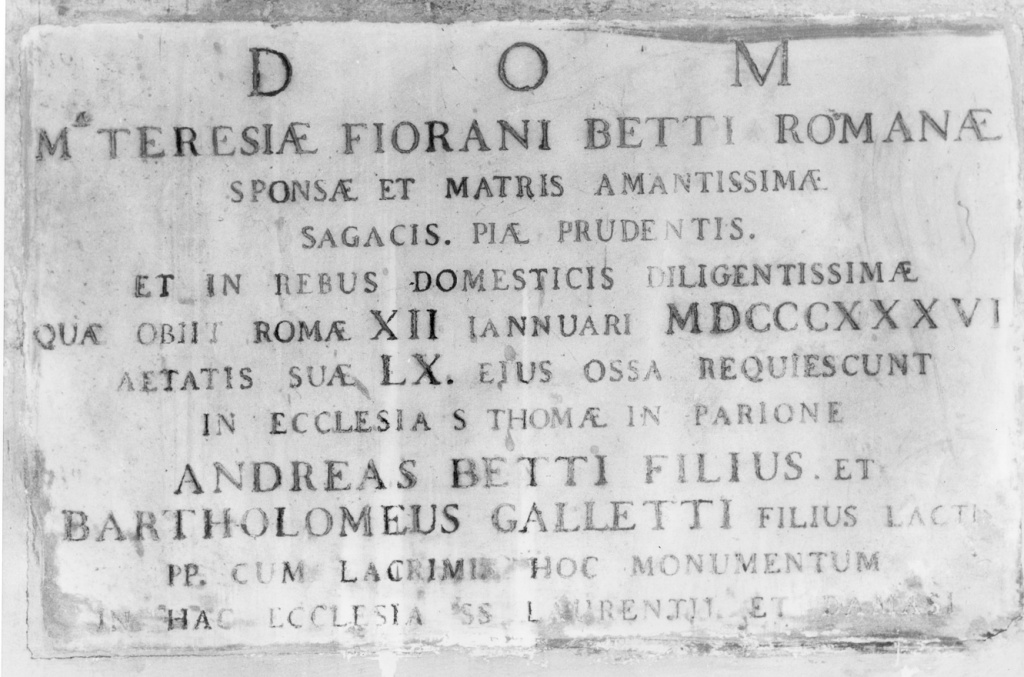 D O M
Mᵃ TERESIÆ FIORANI BETTI ROMANÆ
SPONSÆ ET MATRIS AMANTISSIMÆ
SAGACIS. PIÆ PRUDENTIS.
ET IN REBUS DOMESTICIS DILIGENTISSIMÆ
QUÆ OBIIT ROMÆ XII IANNUARI MDCCCXXXVI
AETATIS SUÆ LX. EJUS OSSA REQUIESCUNT
IN ECCLESIA S THOMÆ IN PARIONE
ANDREAS BETTI FILIUS. ET
BARTHOLOMEUS GALLETTI FILIUS LACTI
PP. CUM LACRIMIS HOC MONUMENTUM
IN HAC ECCLESIA SS LAURENTII ET DAMASI